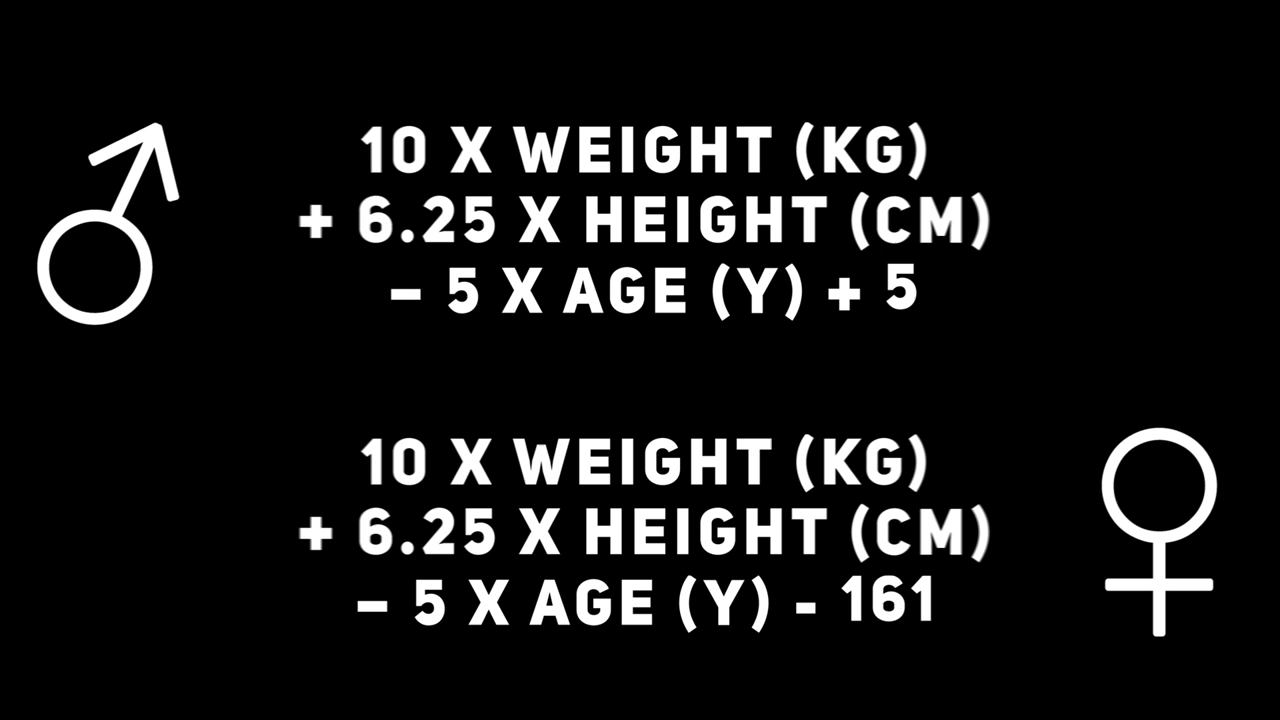 10 X WEIGHT (KG)
+ 6.25 X HEIGHT (CM)
– 5 X AGE (Y) + 5
10 X WEIGHT (KG)
+ 6.25 X HEIGHT (CM)
– 5 X AGE (Y) - 161